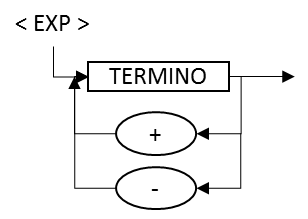 < EXP >
TERMINO
+
-